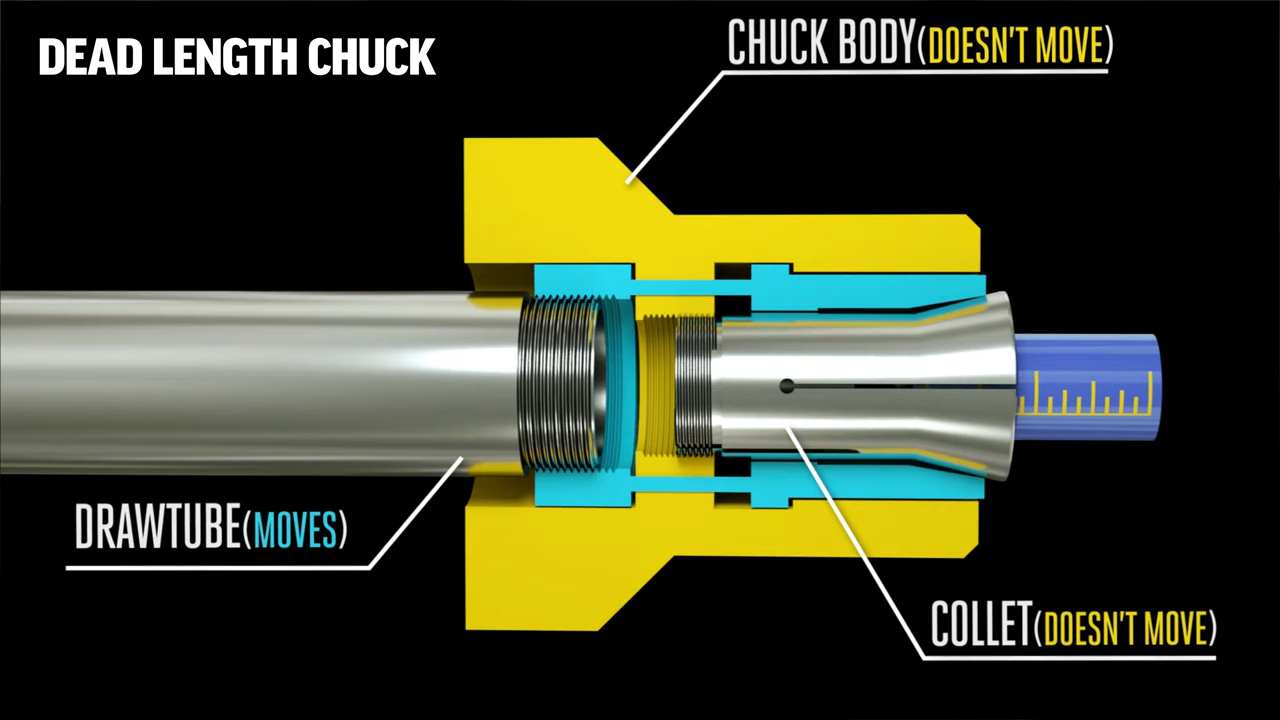 DEAD LENGTH CHUCK
CHUCK BODY(DOESN'T MOVE)
DRAWTUBE(MOVES)
COLLET(DOESN'T MOVE)